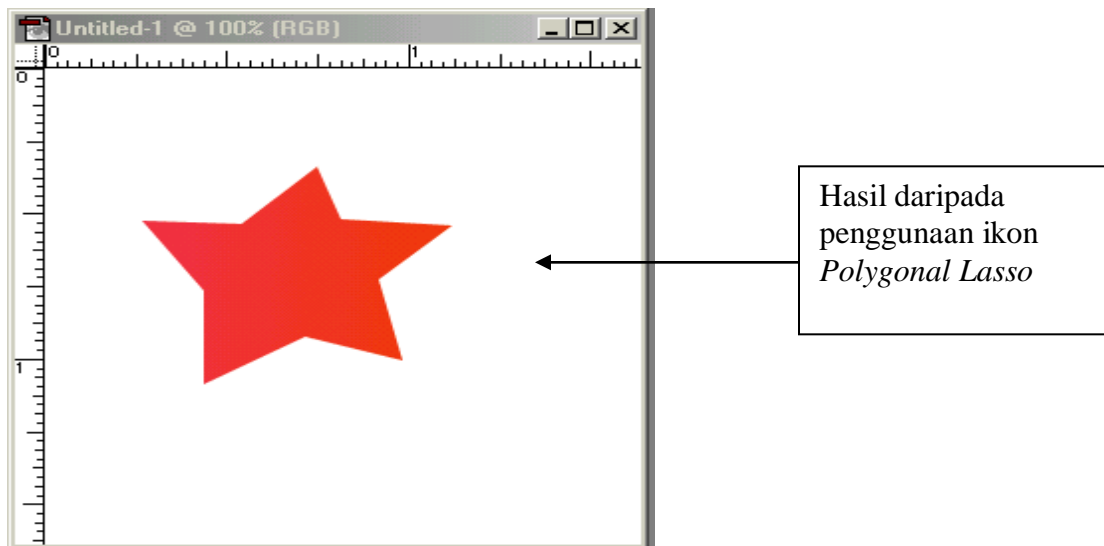 Untitled-1 @ 100% (RGB)
0 1
0
1
Hasil daripada
penggunaan ikon
Polygonal Lasso